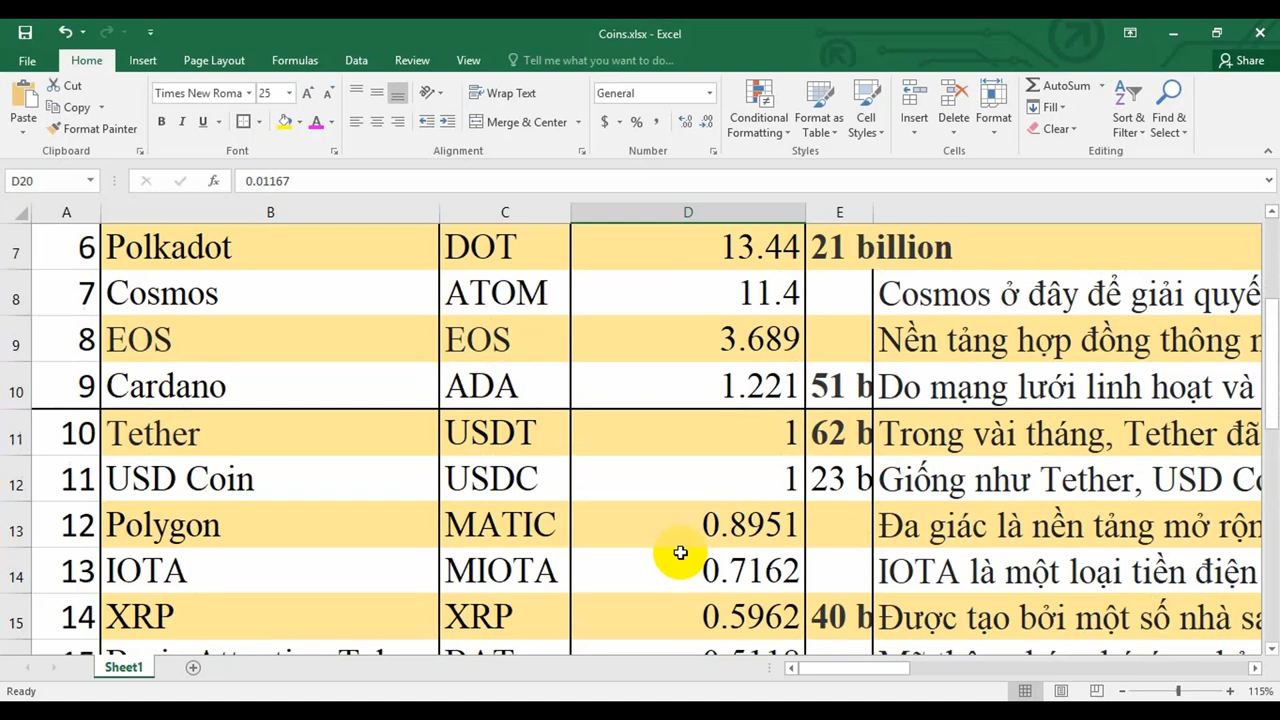 Coins.xlsx - Excel
File Home Insert Page Layout Formulas Data Review View Tell me what you want to do... Share
Paste Cut Copy Format Painter Clipboard
Times New Roma 25 B I U A Font
Wrap Text Merge & Center Alignment
General $ % , Number
Conditional Formatting Format as Table Cell Styles Styles
Insert Delete Format Cells
AutoSum Fill Clear Sort & Filter Find & Select Editing
D20 fx 0.01167
A B C D E
7 6 Polkadot DOT 13.44 21 billion
8 7 Cosmos ATOM 11.4 Cosmos ở đây để giải quyế
9 8 EOS EOS 3.689 Nền tảng hợp đồng thông
10 9 Cardano ADA 1.221 51 b Do mạng lưới linh hoạt và
11 10 Tether USDT 1 62 b Trong vài tháng, Tether đã
12 11 USD Coin USDC 1 23 b Giống như Tether, USD
13 12 Polygon MATIC 0.8951 Đa giác là nền tảng mở
14 13 IOTA MIOTA 0.7162 IOTA là một loại tiền điện
15 14 XRP XRP 0.5962 40 b Được tạo bởi một số nhà
Sheet1
Ready 115%